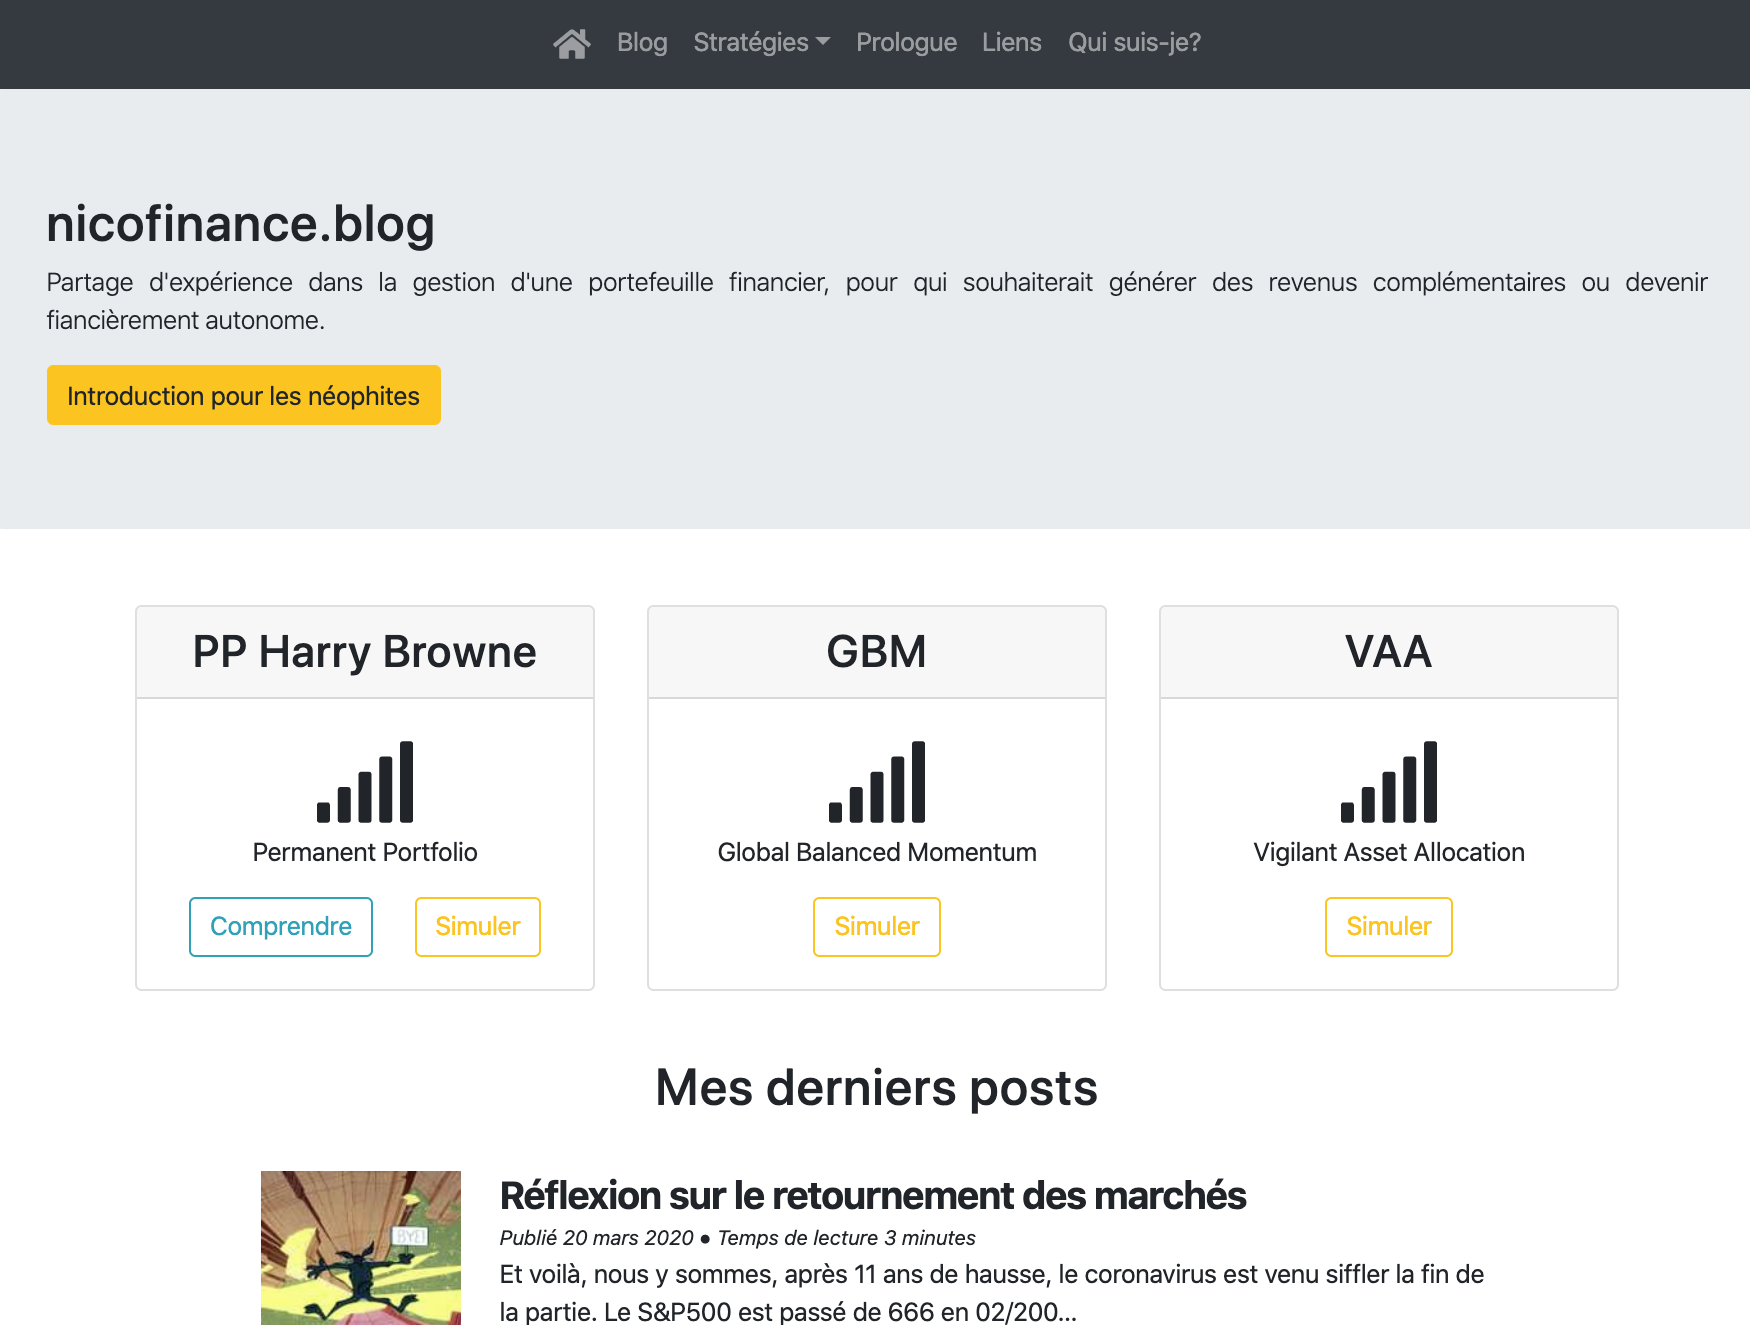 Blog Stratégies Prologue Liens Qui suis-je?
nicofinance.blog
Partage d'expérience dans la gestion d'une portefeuille financier, pour qui souhaiterait générer des revenus complémentaires ou devenir
fiancièrement autonome.
Introduction pour les néophites
PP Harry Browne
Permanent Portfolio
Comprendre Simuler
GBM
Global Balanced Momentum
Simuler
VAA
Vigilant Asset Allocation
Simuler
Mes derniers posts
BYE!
Réflexion sur le retournement des marchés
Publié 20 mars 2020 ● Temps de lecture 3 minutes
Et voilà, nous y sommes, après 11 ans de hausse, le coronavirus est venu siffler la fin de
la partie. Le S&P500 est passé de 666 en 02/200...